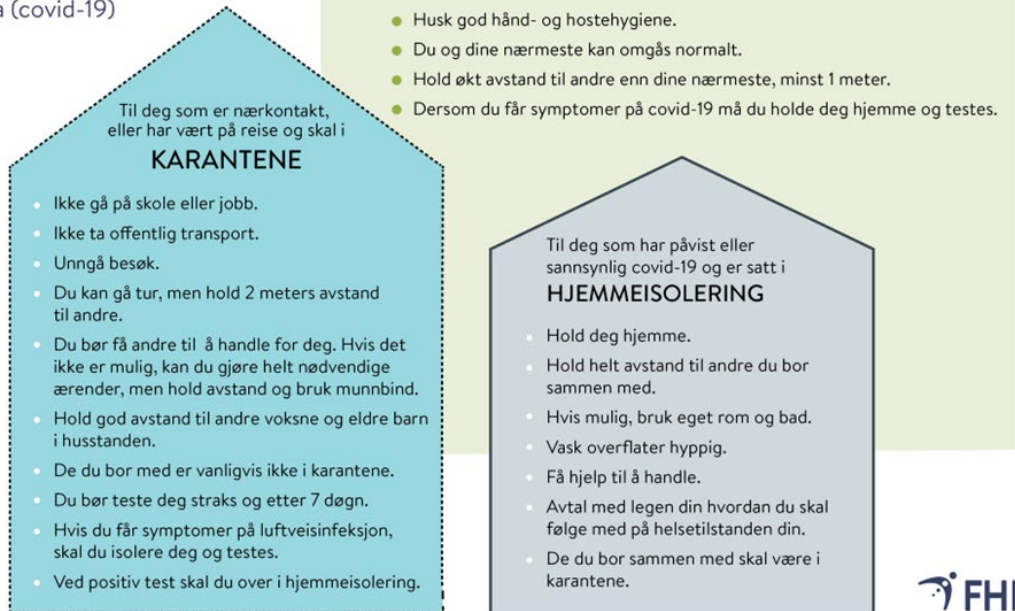 (covid-19)
Husk god hånd- og hostehygiene.
Du og dine nærmeste kan omgås normalt.
Hold økt avstand til andre enn dine nærmeste, minst 1 meter.
Dersom du får symptomer på covid-19 må du holde deg hjemme og testes.
Til deg som er nærkontakt,
eller har vært på reise og skal i
KARANTENE
Ikke gå på skole eller jobb.
Ikke ta offentlig transport.
Unngå besøk.
Du kan gå tur, men hold 2 meters avstand
til andre.
Du bør få andre til å handle for deg. Hvis det
ikke er mulig, kan du gjøre helt nødvendige
ærender, men hold avstand og bruk munnbind.
Hold god avstand til andre voksne og eldre barn
i husstanden.
De du bor med er vanligvis ikke i karantene.
Du bør teste deg straks og etter 7 døgn.
Hvis du får symptomer på luftveisinfeksjon,
skal du isolere deg og testes.
Ved positiv test skal du over i hjemmeisolering.
Til deg som har påvist eller
sannsynlig covid-19 og er satt i
HJEMMEISOLERING
Hold deg hjemme.
Hold helt avstand til andre du bor
sammen med.
Hvis mulig, bruk eget rom og bad.
Vask overflater hyppig.
Få hjelp til å handle.
Avtal med legen din hvordan du skal
følge med på helsetilstanden din.
De du bor sammen med skal være i
karantene.
FHI